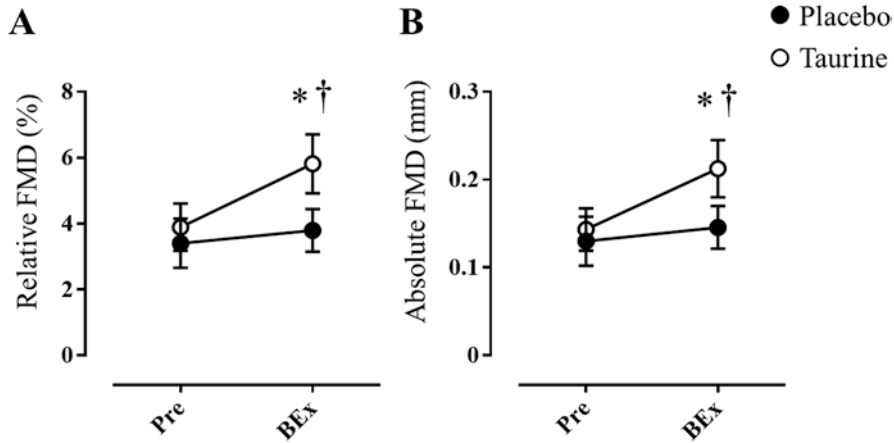 A
Relative FMD (%)
8
6
4
2
0
* †
Pre
BEx
B
Absolute FMD (mm)
0.3
0.2
0.1
0
* †
Pre
BEx
Placebo
Taurine